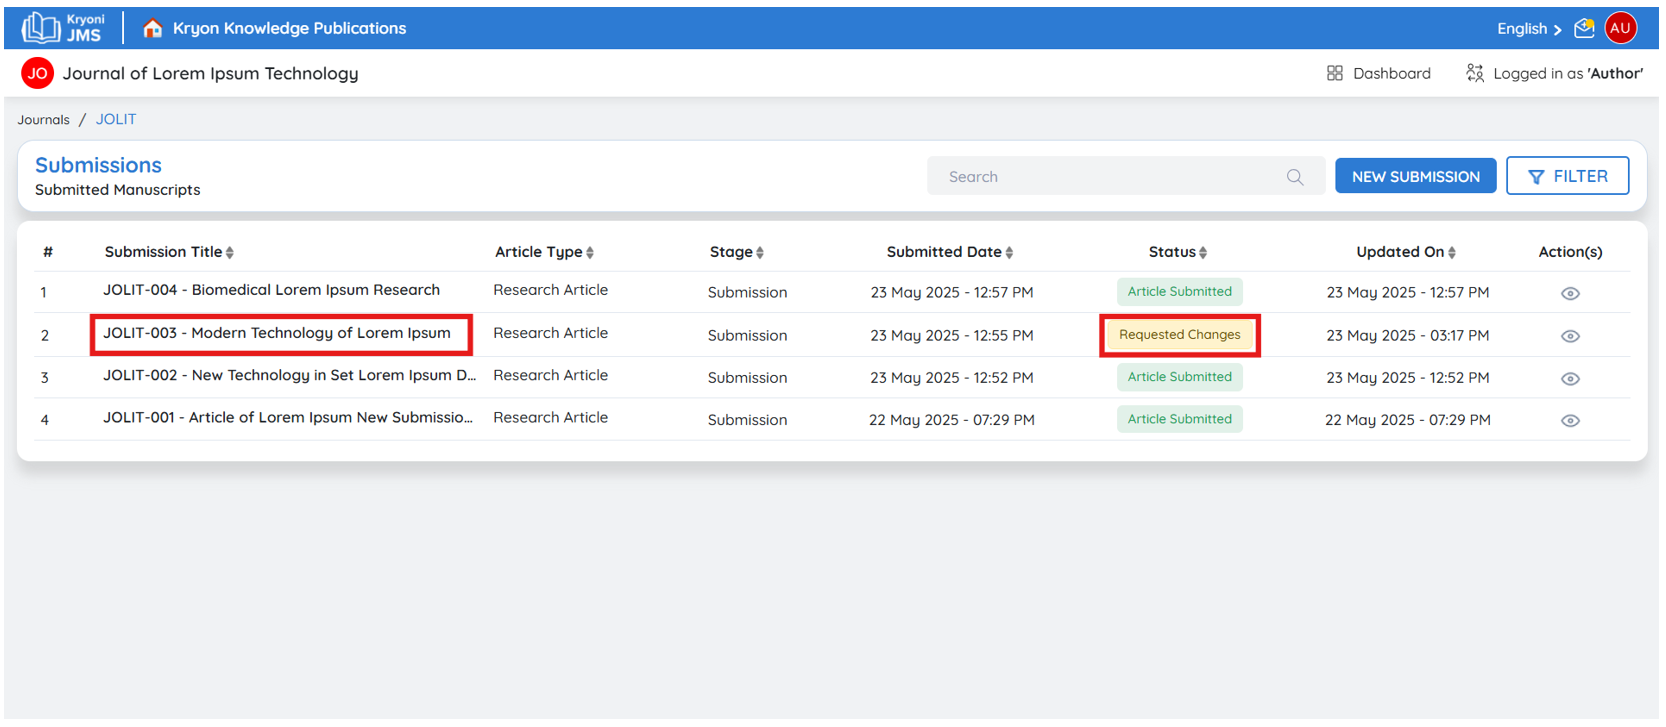 Kryoni JMS
Kryon Knowledge Publications
English
AU
JO
Journal of Lorem Ipsum Technology
Dashboard
Logged in as 'Author'
Journals / JOLIT
Submissions
Submitted Manuscripts
Search
NEW SUBMISSION
FILTER
# Submission Title Article Type Stage Submitted Date Status Updated On Action(s)
1 JOLIT-004 - Biomedical Lorem Ipsum Research Research Article Submission 23 May 2025 - 12:57 PM Article Submitted 23 May 2025 - 12:57 PM
2 JOLIT-003 - Modern Technology of Lorem Ipsum Research Article Submission 23 May 2025 - 12:55 PM Requested Changes 23 May 2025 - 03:17 PM
3 JOLIT-002 - New Technology in Set Lorem Ipsum D... Research Article Submission 23 May 2025 - 12:52 PM Article Submitted 23 May 2025 - 12:52 PM
4 JOLIT-001 - Article of Lorem Ipsum New Submissio... Research Article Submission 22 May 2025 - 07:29 PM Article Submitted 22 May 2025 - 07:29 PM